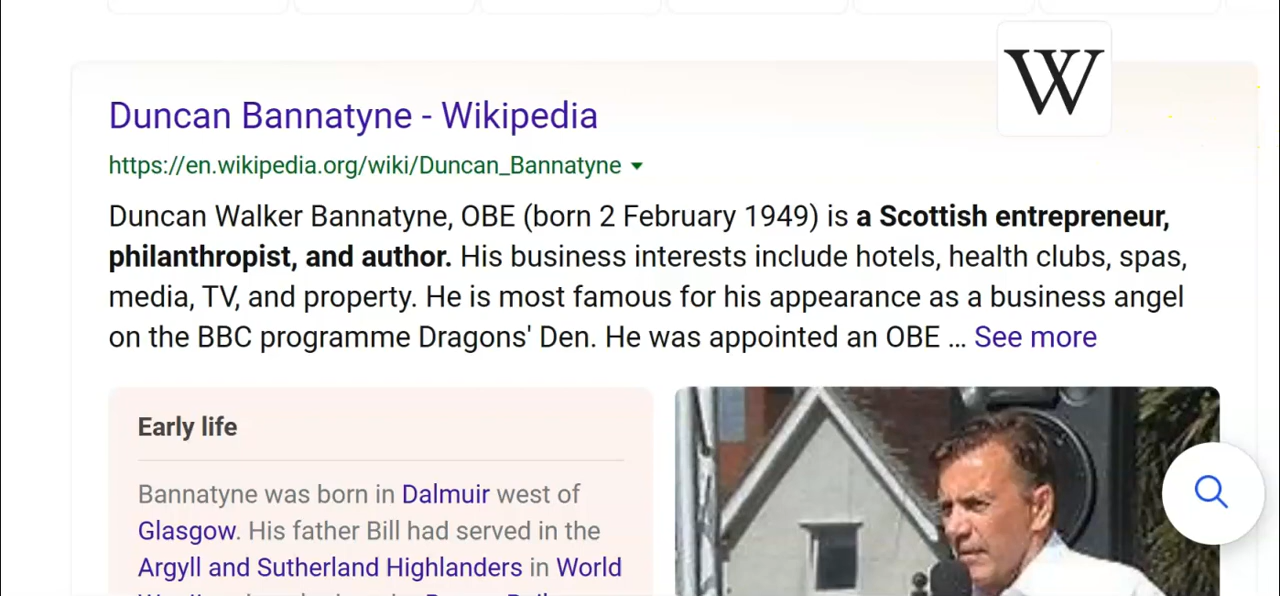 W
Duncan Bannatyne - Wikipedia
https://en.wikipedia.org/wiki/Duncan_Bannatyne
Duncan Walker Bannatyne, OBE (born 2 February 1949) is a Scottish entrepreneur,
philanthropist, and author. His business interests include hotels, health clubs, spas,
media, TV, and property. He is most famous for his appearance as a business angel
on the BBC programme Dragons' Den. He was appointed an OBE ... See more
Early life
Bannatyne was born in Dalmuir west of
Glasgow. His father Bill had served in the
Argyll and Sutherland Highlanders in World